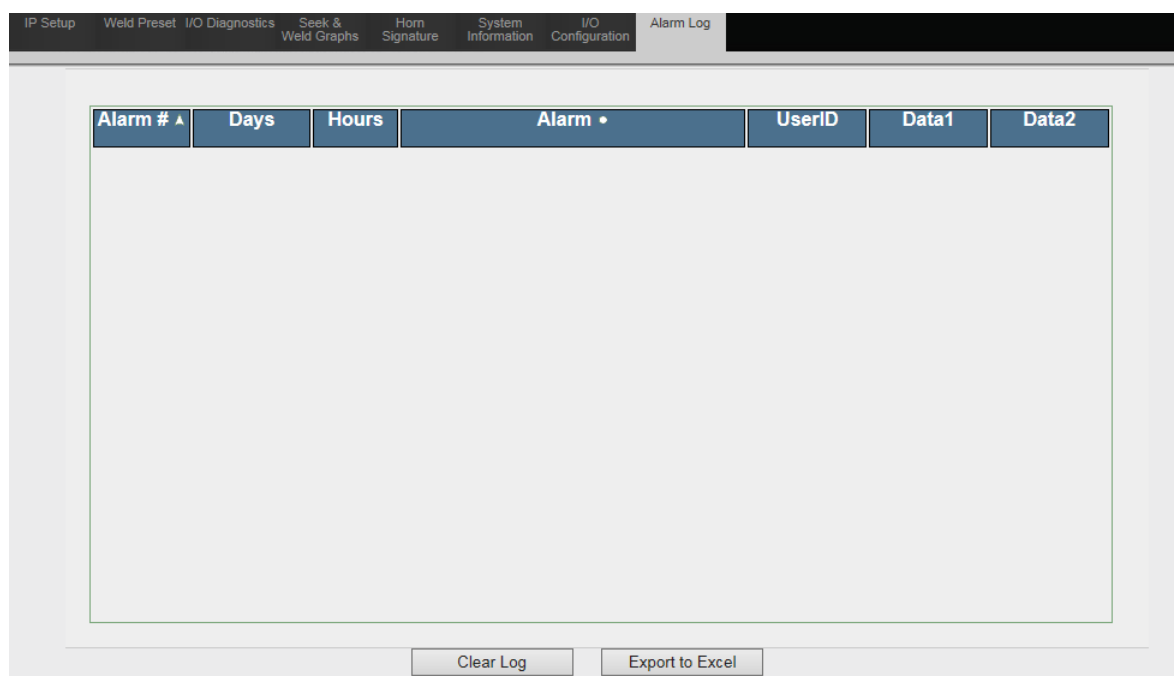 IP Setup Weld Preset I/O Diagnostics Seek & Weld Graphs Horn Signature System Information I/O Configuration Alarm Log
Alarm # ▲ Days Hours Alarm • UserID Data1 Data2
Clear Log Export to Excel